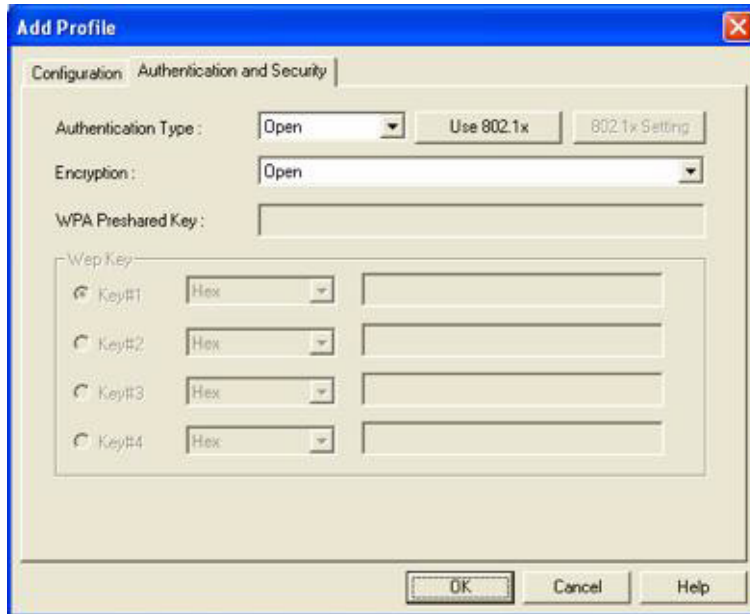 Add Profile
Configuration Authentication and Security
Authentication Type : Open Use 802.1x 802.1x Setting
Encryption : Open
WPA Preshared Key :
Wep Key
Key#1 Hex
Key#2 Hex
Key#3 Hex
Key#4 Hex
OK Cancel Help